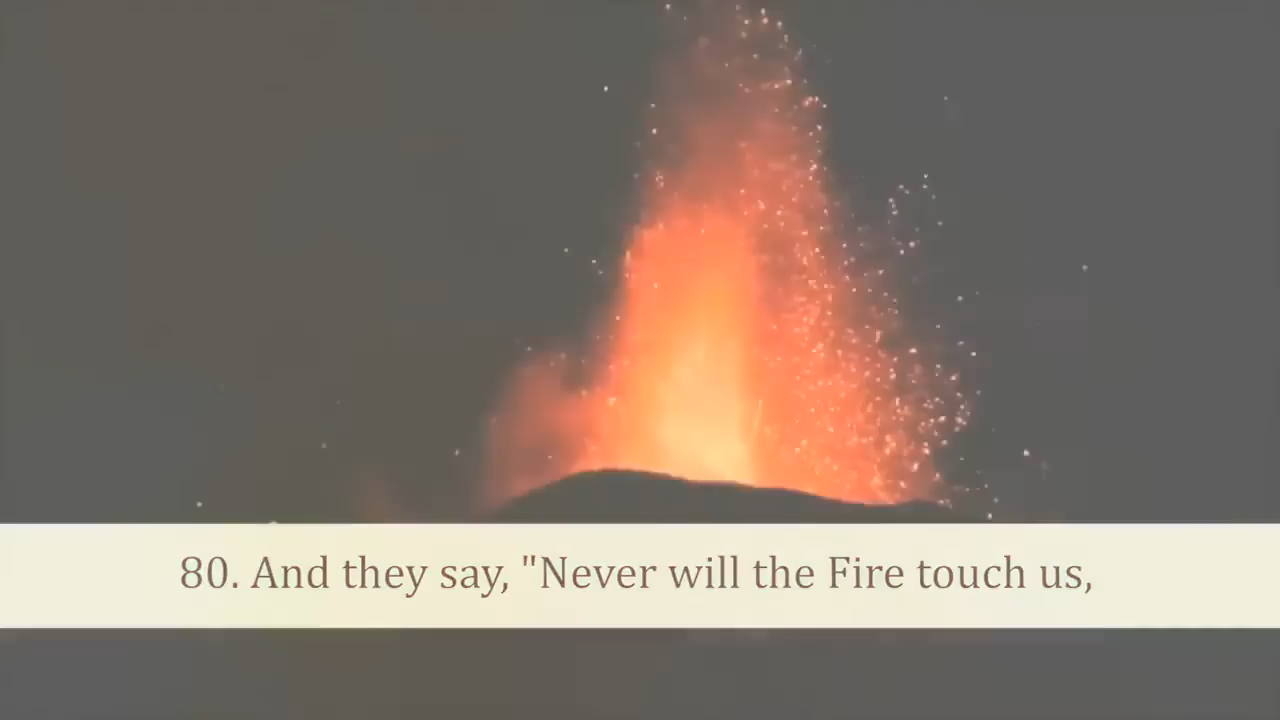 80. And they say, "Never will the Fire touch us,